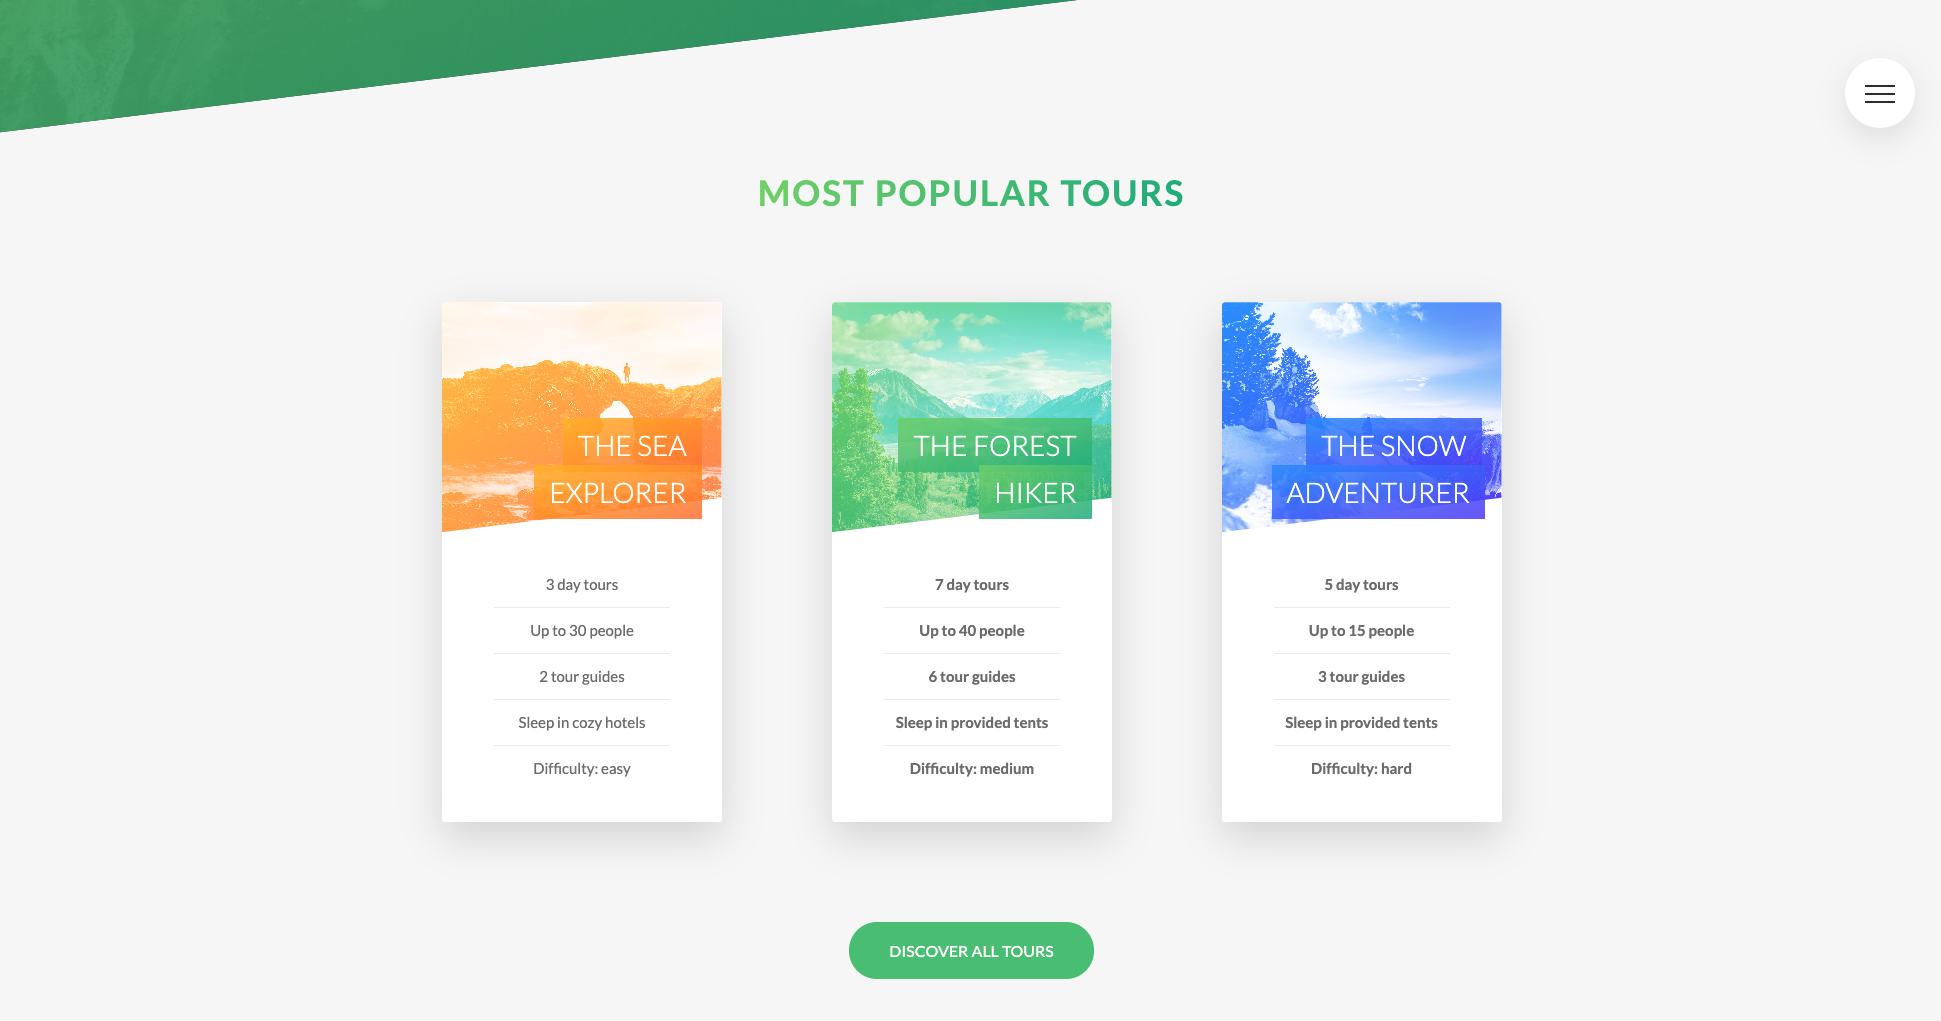 MOST POPULAR TOURS
THE SEA
EXPLORER
3 day tours
Up to 30 people
2 tour guides
Sleep in cozy hotels
Difficulty: easy
THE FOREST
HIKER
7 day tours
Up to 40 people
6 tour guides
Sleep in provided tents
Difficulty: medium
THE SNOW
ADVENTURER
5 day tours
Up to 15 people
3 tour guides
Sleep in provided tents
Difficulty: hard
DISCOVER ALL TOURS